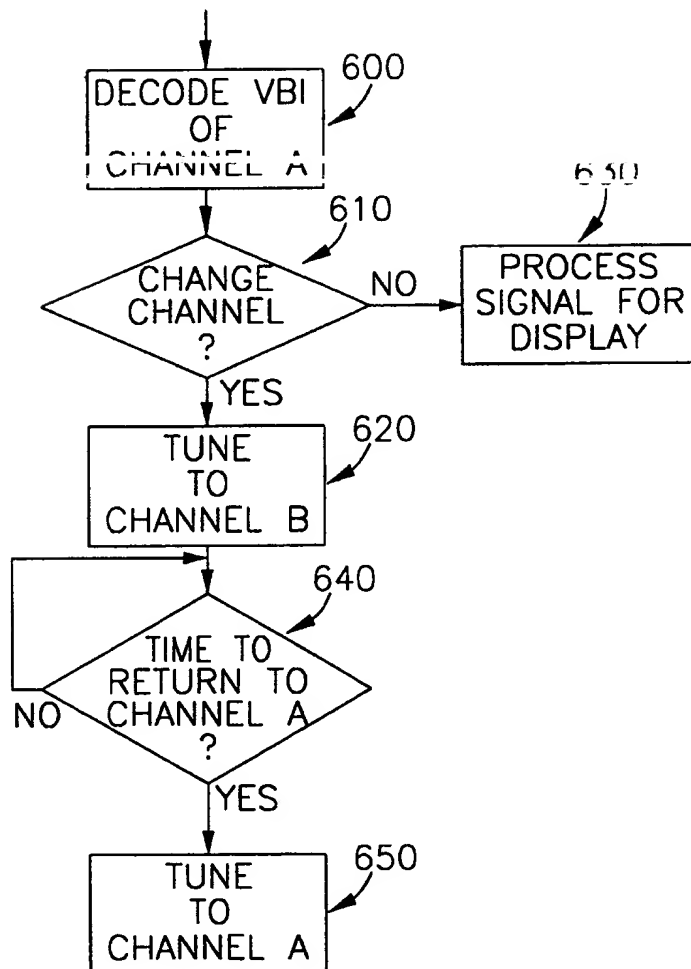 600
DECODE VBI
OF
CHANNEL A
610
CHANGE
CHANNEL
?
NO
630
PROCESS
SIGNAL FOR
DISPLAY
YES
620
TUNE
TO
CHANNEL B
640
TIME TO
RETURN TO
CHANNEL A
?
NO
YES
650
TUNE
TO
CHANNEL A